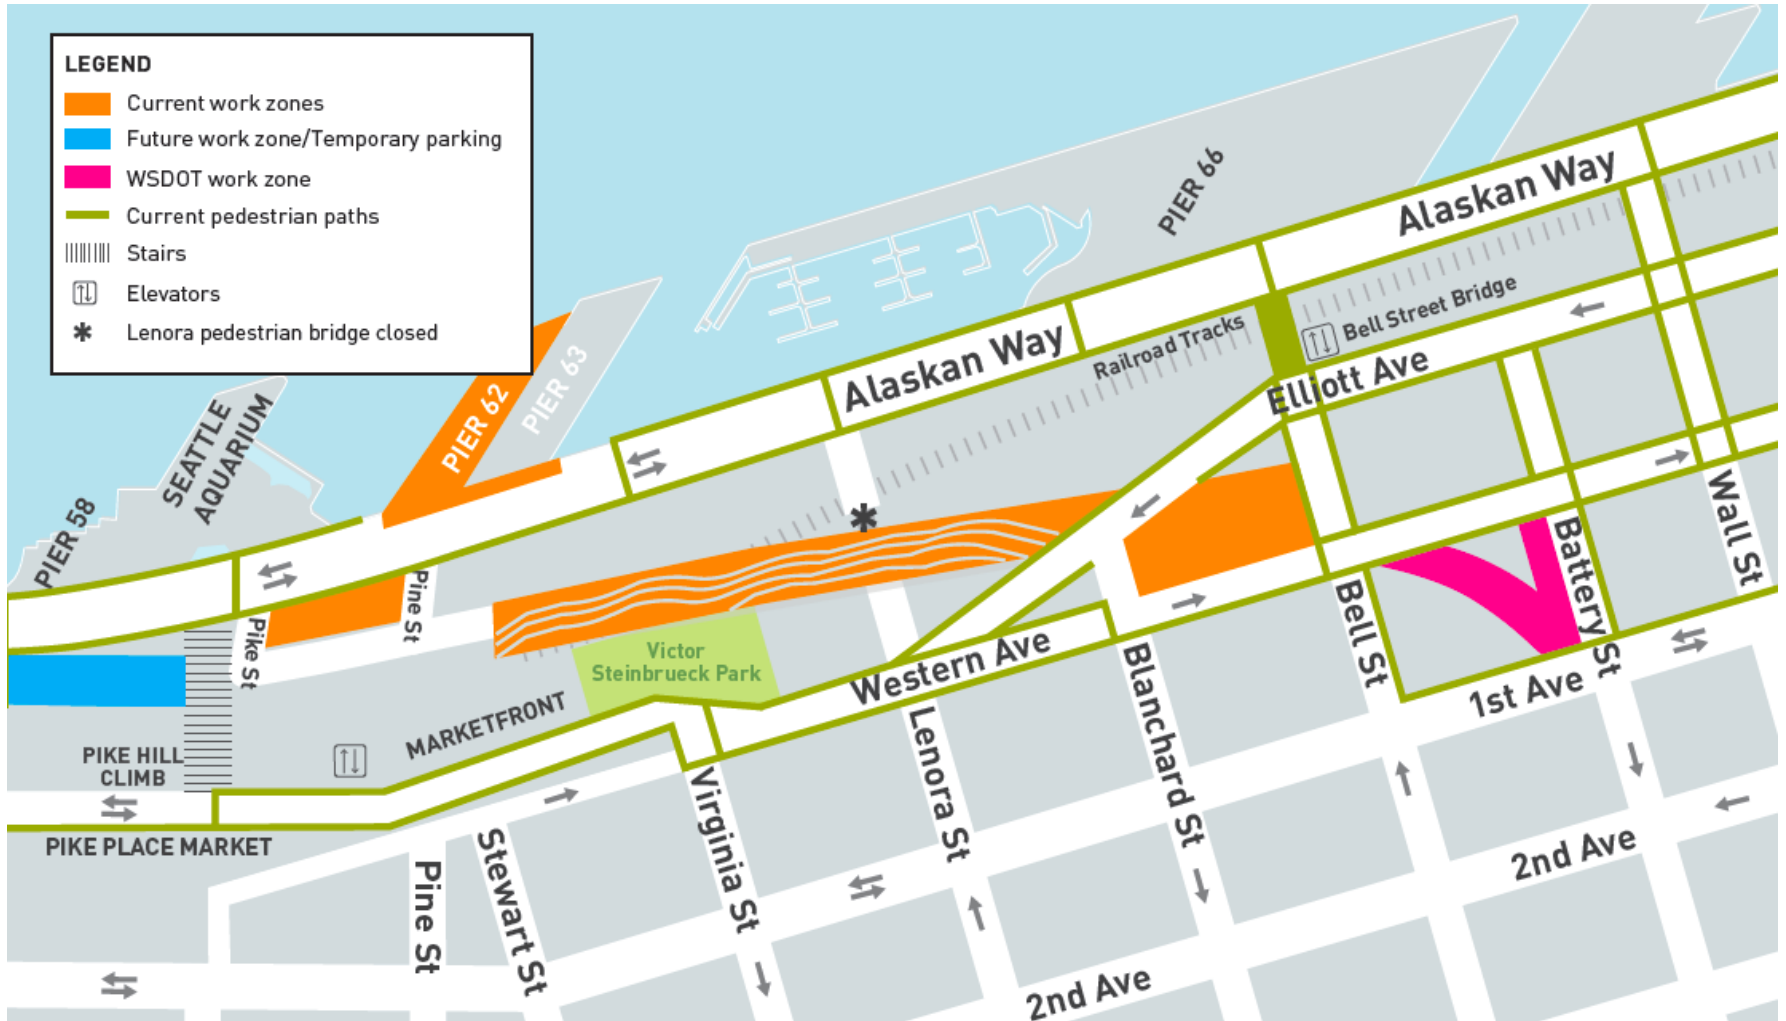 LEGEND
Current work zones
Future work zone/Temporary parking
WSDOT work zone
Current pedestrian paths
Stairs
Elevators
Lenora pedestrian bridge closed
PIER 66
Alaskan Way
Bell Street Bridge
Railroad Tracks
Alaskan Way
Elliott Ave
PIER 63
PIER 62
SEATTLE
AQUARIUM
PIER 58
Pine St
Pike St
Wall St
Battery St
Bell St
Victor
Steinbrueck Park
Western Ave
1st Ave
MARKETFRONT
PIKE HILL
CLIMB
PIKE PLACE MARKET
Lenora St
Blanchard St
Virginia St
Stewart St
Pine St
2nd Ave
2nd Ave